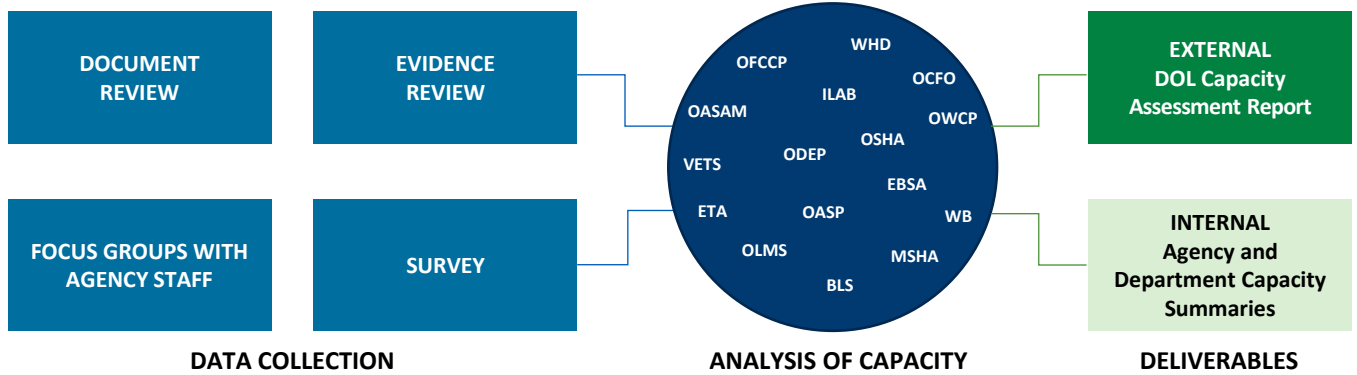 DOCUMENT
REVIEW
EVIDENCE
REVIEW
FOCUS GROUPS WITH
AGENCY STAFF
SURVEY
DATA COLLECTION
WHD
OFCCP
OCFO
ILAB
OASAM
OWCP
OSHA
ODEP
VETS
EBSA
ETA
OASP
WB
OLMS
MSHA
BLS
ANALYSIS OF CAPACITY
EXTERNAL
DOL Capacity
Assessment Report
INTERNAL
Agency and
Department Capacity
Summaries
DELIVERABLES